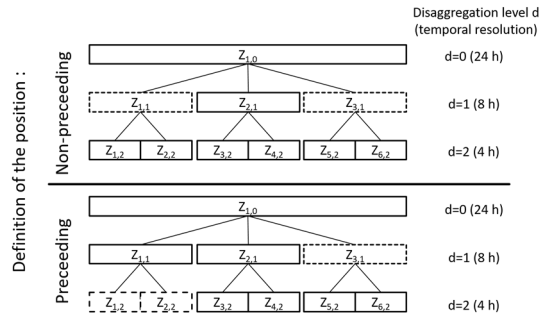 Disaggregation level d
(temporal resolution)
Definition of the position :
Non-preceeding
Z1,0
d=0 (24 h)
Z1,1 Z2,1 Z3,1
d=1 (8 h)
Z1,2 Z2,2 Z3,2 Z4,2 Z5,2 Z6,2
d=2 (4 h)
Preceeding
Z1,0
d=0 (24 h)
Z1,1 Z2,1 Z3,1
d=1 (8 h)
Z1,2 Z2,2 Z3,2 Z4,2 Z5,2 Z6,2
d=2 (4 h)